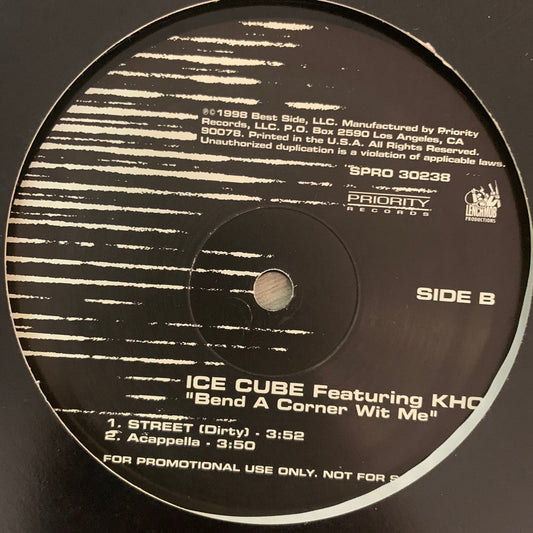 ℗©1998 Best Side, LLC. Manufactured by Priority
Records, LLC. P.O. Box 2590 Los Angeles, CA
90078. Printed in the U.S.A. All Rights Reserved.
Unauthorized duplication is a violation of applicable laws.
SPRO 30238
PRIORITY
RECORDS
LENCHMOB
PRODUCTIONS
SIDE B
ICE CUBE Featuring KHO
"Bend A Corner Wit Me"
1. STREET (Dirty) - 3:52
2. Acappella - 3:50
FOR PROMOTIONAL USE ONLY. NOT FOR S